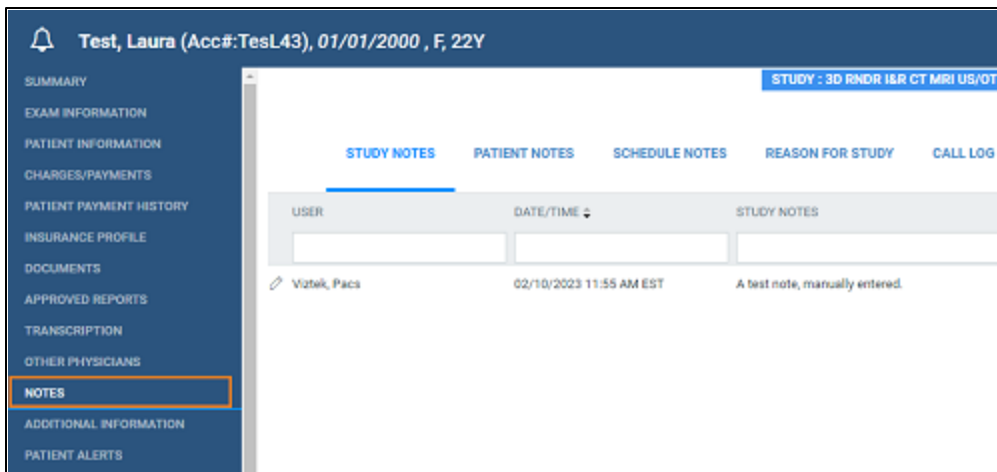 Test, Laura (Acc#:TesL43), 01/01/2000 , F, 22Y
SUMMARY
EXAM INFORMATION
PATIENT INFORMATION
CHARGES/PAYMENTS
PATIENT PAYMENT HISTORY
INSURANCE PROFILE
DOCUMENTS
APPROVED REPORTS
TRANSCRIPTION
OTHER PHYSICIANS
NOTES
ADDITIONAL INFORMATION
PATIENT ALERTS
STUDY : 3D RNDR I&R CT MRI US/OT
STUDY NOTES PATIENT NOTES SCHEDULE NOTES REASON FOR STUDY CALL LOG
USER DATE/TIME STUDY NOTES
Viztek, Pacs 02/10/2023 11:55 AM EST A test note, manually entered.